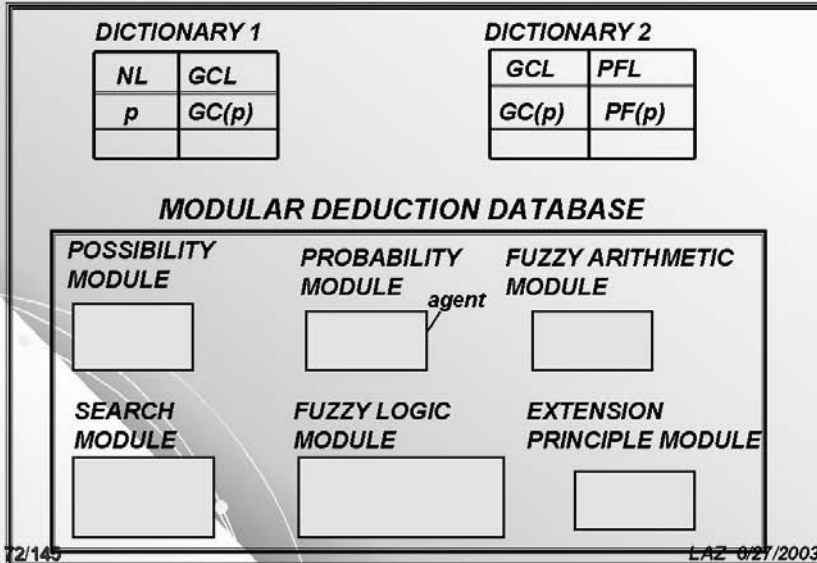 DICTIONARY 1
NL GCL
p GC(p)
DICTIONARY 2
GCL PFL
GC(p) PF(p)
MODULAR DEDUCTION DATABASE
POSSIBILITY
MODULE
PROBABILITY
MODULE
agent
FUZZY ARITHMETIC
MODULE
SEARCH
MODULE
FUZZY LOGIC
MODULE
EXTENSION
PRINCIPLE MODULE
72/145
LAZ 8/27/2003